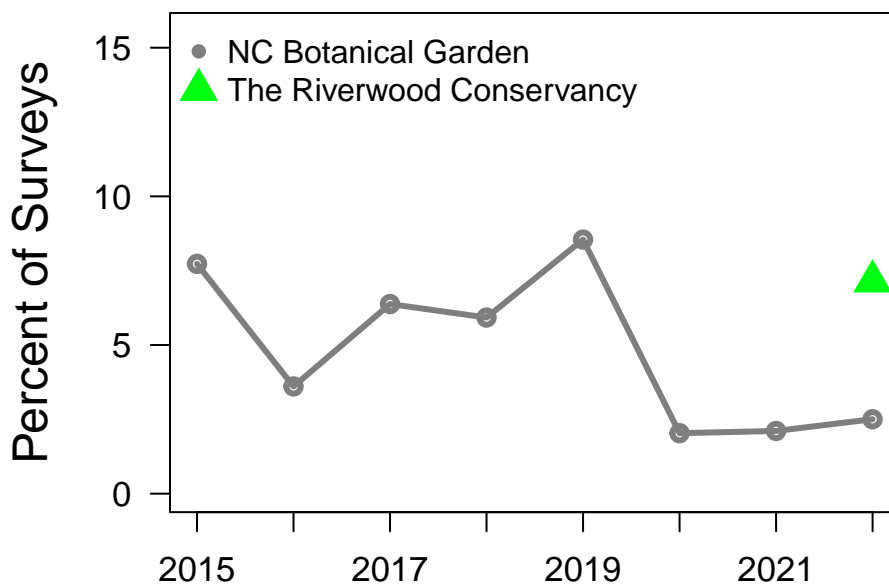 Percent of Surveys
15
10
5
0
NC Botanical Garden
The Riverwood Conservancy
2015 2017 2019 2021